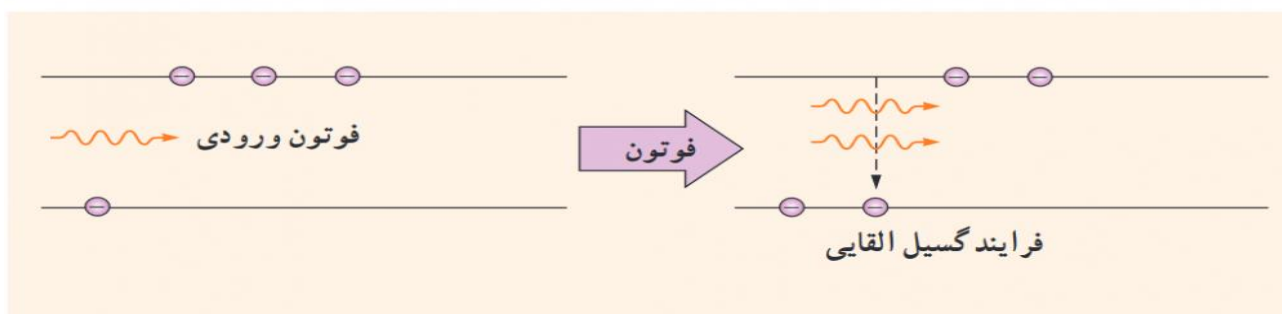 فوتون ورودی
فوتون
فرایند گسیل القایی